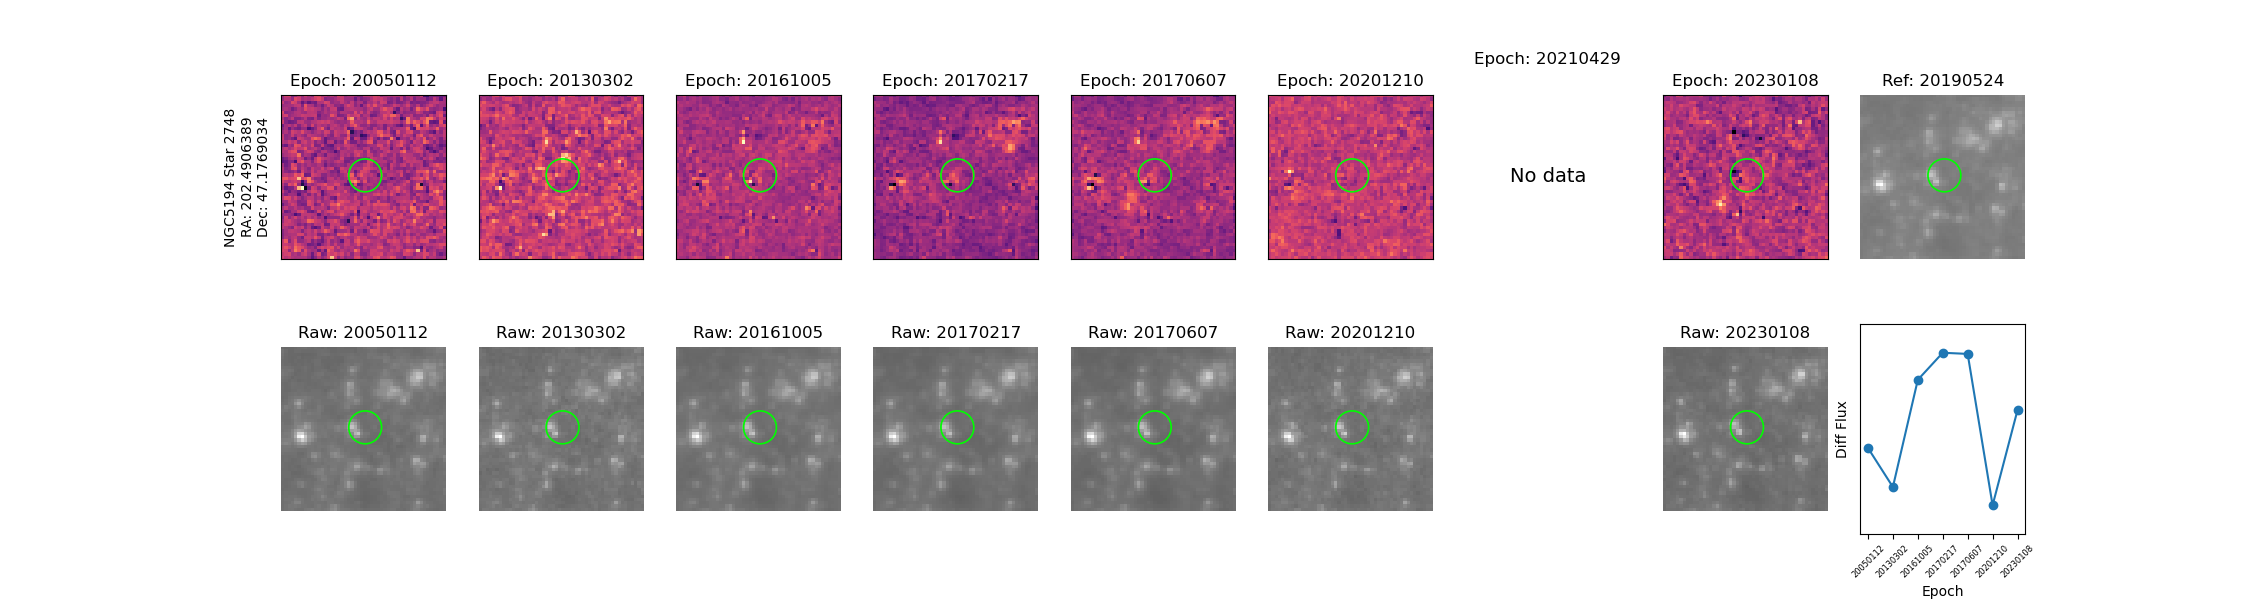 Epoch: 20210429
Epoch: 20050112
Epoch: 20130302
Epoch: 20161005
Epoch: 20170217
Epoch: 20170607
Epoch: 20201210
Epoch: 20230108
Ref: 20190524
NGC5194 Star 2748
RA: 202.4906389
Dec: 47.1769034
No data
Raw: 20050112
Raw: 20130302
Raw: 20161005
Raw: 20170217
Raw: 20170607
Raw: 20201210
Raw: 20230108
Diff Flux
20050112
20130302
20161005
20170217
20170607
20201210
20230108
Epoch